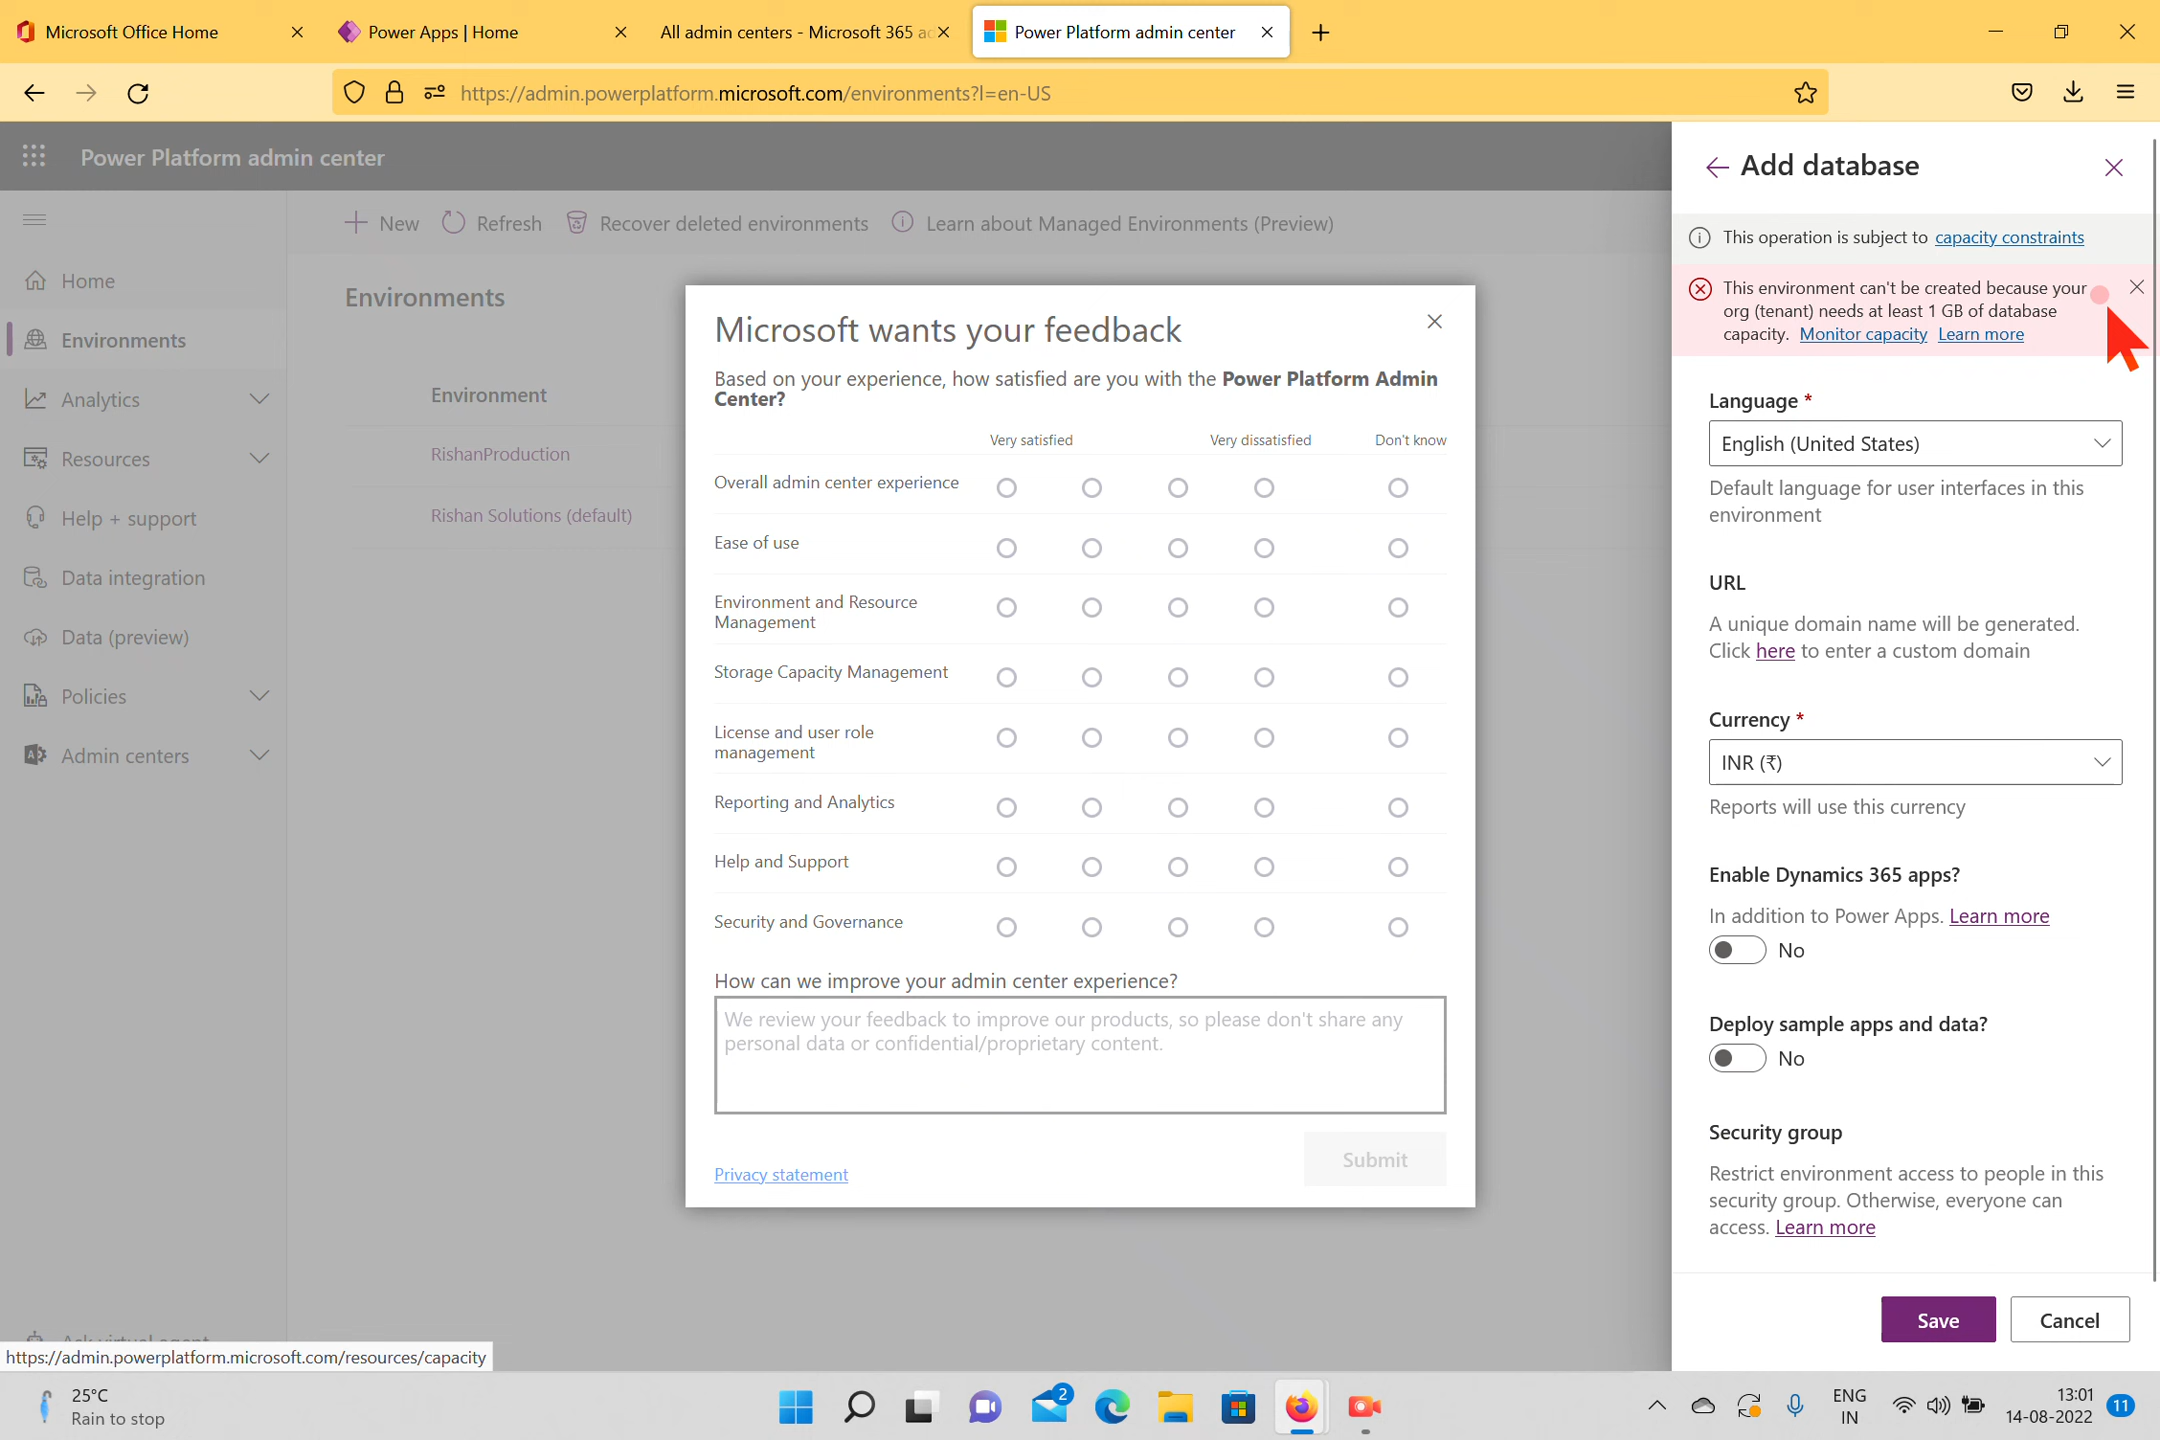 Microsoft Office Home
Power Apps | Home
All admin centers - Microsoft 365 a
Power Platform admin center
https://admin.powerplatform.microsoft.com/environments?l=en-US
Power Platform admin center
New
Refresh
Recover deleted environments
Learn about Managed Environments (Preview)
Home
Environments
Analytics
Resources
Help + support
Data integration
Data (preview)
Policies
Admin centers
https://admin.powerplatform.microsoft.com/resources/capacity
Environments
Environment
RishanProduction
Rishan Solutions (default)
Microsoft wants your feedback
Based on your experience, how satisfied are you with the Power Platform Admin
Center?
Very satisfied Very dissatisfied Don't know
Overall admin center experience
Ease of use
Environment and Resource
Management
Storage Capacity Management
License and user role
management
Reporting and Analytics
Help and Support
Security and Governance
How can we improve your admin center experience?
We review your feedback to improve our products, so please don't share any
personal data or confidential/proprietary content.
Privacy statement
Submit
Add database
This operation is subject to capacity constraints
This environment can't be created because your
org (tenant) needs at least 1 GB of database
capacity. Monitor capacity Learn more
Language *
English (United States)
Default language for user interfaces in this
environment
URL
A unique domain name will be generated.
Click here to enter a custom domain
Currency *
INR (₹)
Reports will use this currency
Enable Dynamics 365 apps?
In addition to Power Apps. Learn more
No
Deploy sample apps and data?
No
Security group
Restrict environment access to people in this
security group. Otherwise, everyone can
access. Learn more
Save
Cancel
25°C
Rain to stop
2
ENG
IN
13:01
14-08-2022
11